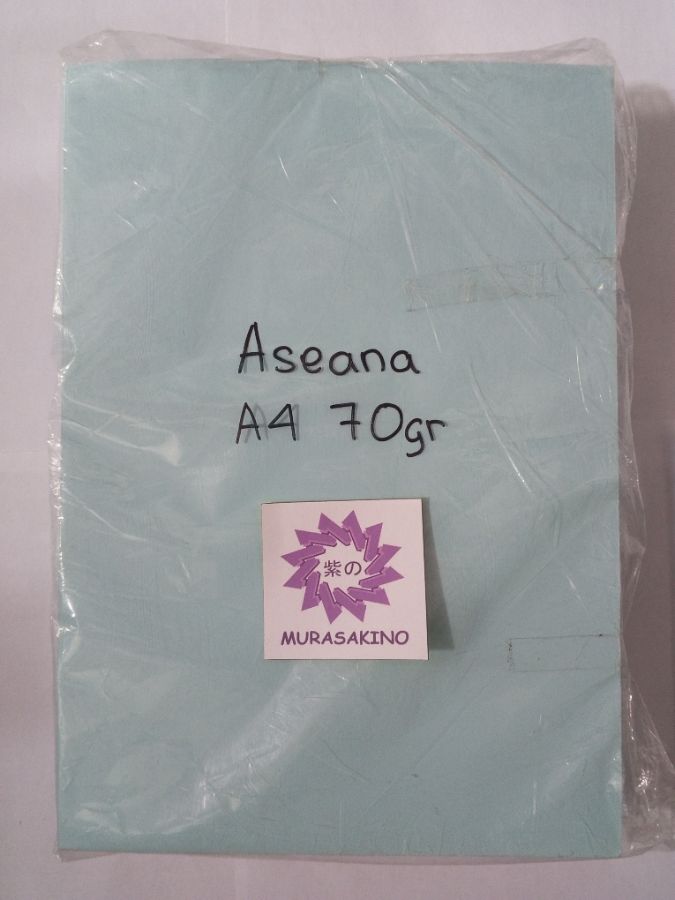 Aseana
A4 70gr
紫の
MURASAKINO